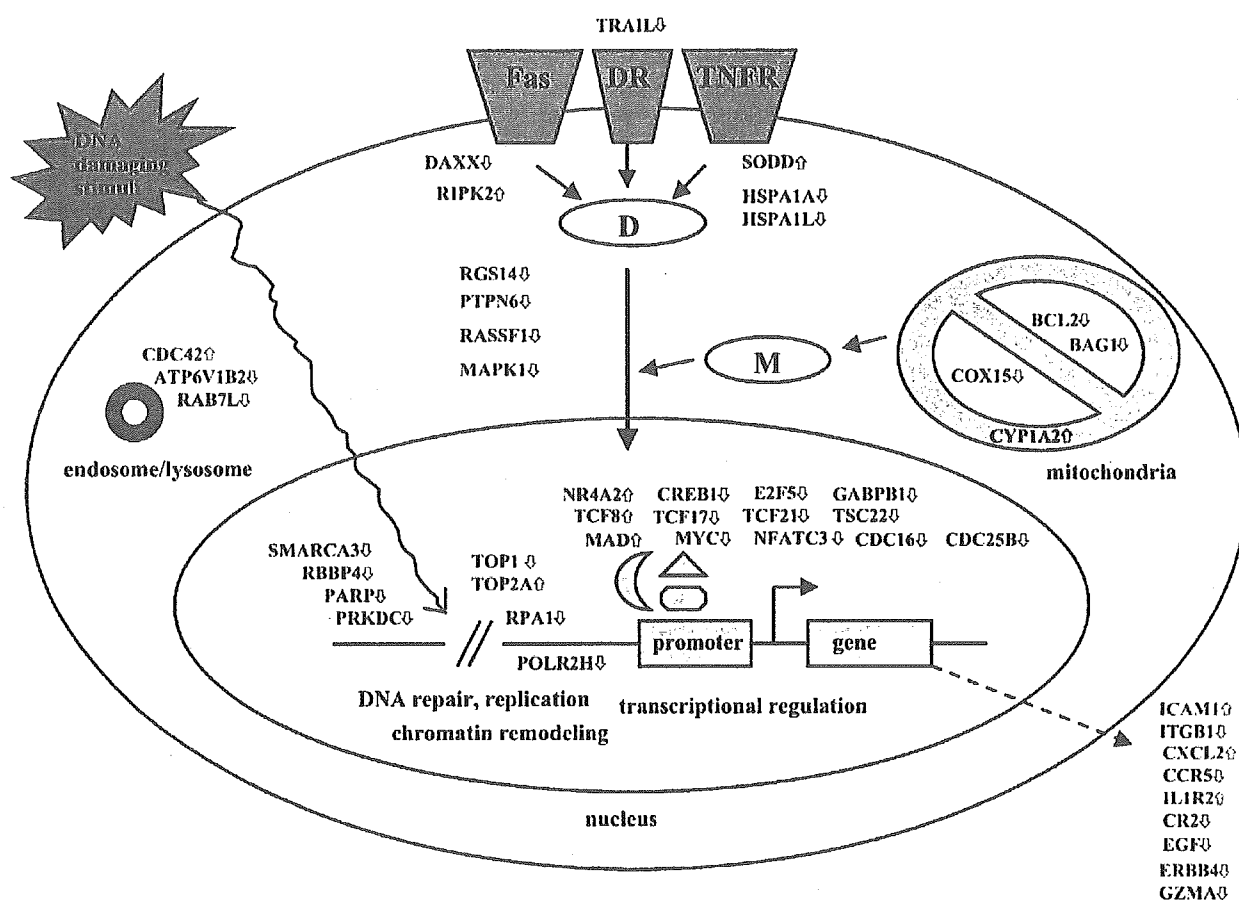 TRAIL⇩
Fas DR TNFR
DNA
damaging
stimuli
DAXX⇩
RIPK2⇧
SODD⇧
HSPA1A⇩
HSPA1L⇩
D
RGS14⇩
PTPN6⇩
RASSF1⇩
MAPK1⇩
M
BCL2⇩
BAG1⇩
COX15⇩
CYP1A2⇧
mitochondria
CDC42⇧
ATP6V1B2⇩
RAB7L⇩
endosome/lysosome
NR4A2⇧ CREB1⇩ E2F5⇩ GABPB1⇩
TCF8⇧ TCF17⇩ TCF21⇩ TSC22⇩
MAD⇧ MYC⇩ NFATC3⇩ CDC16⇩ CDC25B⇩
SMARCA3⇩
RBBP4⇩
PARP⇩
PRKDC⇩
TOP1⇩
TOP2A⇧
RPA1⇩
POLR2H⇩
promoter gene
DNA repair, replication
chromatin remodeling
transcriptional regulation
nucleus
ICAM1⇧
ITGB1⇩
CXCL2⇧
CCR5⇩
IL1R2⇧
CR2⇩
EGF⇩
ERBB4⇩
GZMA⇩